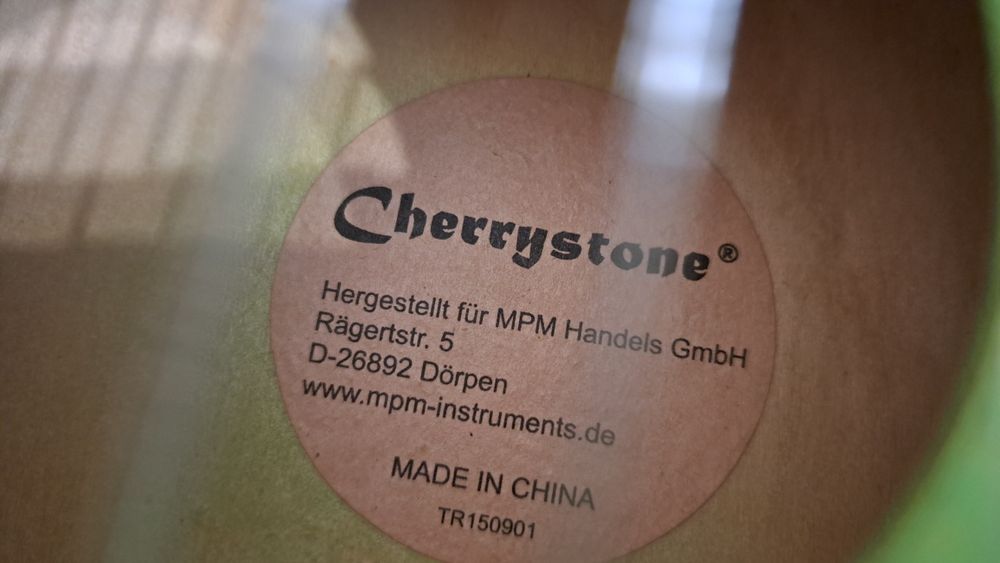 Cherrystone®
Hergestellt für MPM Handels GmbH
Rägertstr. 5
D-26892 Dörpen
www.mpm-instruments.de
MADE IN CHINA
TR150901